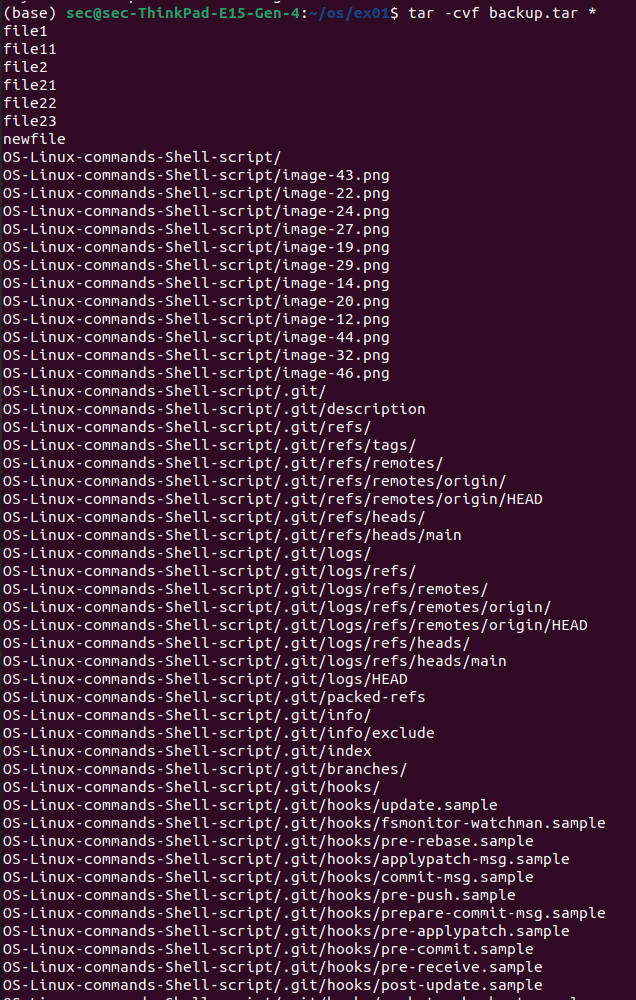 (base) sec@sec-ThinkPad-E15-Gen-4:~/os/ex01$ tar -cvf backup.tar *
file1
file11
file2
file21
file22
file23
newfile
OS-Linux-commands-Shell-script/
OS-Linux-commands-Shell-script/image-43.png
OS-Linux-commands-Shell-script/image-22.png
OS-Linux-commands-Shell-script/image-24.png
OS-Linux-commands-Shell-script/image-27.png
OS-Linux-commands-Shell-script/image-19.png
OS-Linux-commands-Shell-script/image-29.png
OS-Linux-commands-Shell-script/image-14.png
OS-Linux-commands-Shell-script/image-20.png
OS-Linux-commands-Shell-script/image-12.png
OS-Linux-commands-Shell-script/image-44.png
OS-Linux-commands-Shell-script/image-32.png
OS-Linux-commands-Shell-script/image-46.png
OS-Linux-commands-Shell-script/.git/
OS-Linux-commands-Shell-script/.git/description
OS-Linux-commands-Shell-script/.git/refs/
OS-Linux-commands-Shell-script/.git/refs/tags/
OS-Linux-commands-Shell-script/.git/refs/remotes/
OS-Linux-commands-Shell-script/.git/refs/remotes/origin/
OS-Linux-commands-Shell-script/.git/refs/remotes/origin/HEAD
OS-Linux-commands-Shell-script/.git/refs/heads/
OS-Linux-commands-Shell-script/.git/refs/heads/main
OS-Linux-commands-Shell-script/.git/logs/
OS-Linux-commands-Shell-script/.git/logs/refs/
OS-Linux-commands-Shell-script/.git/logs/refs/remotes/
OS-Linux-commands-Shell-script/.git/logs/refs/remotes/origin/
OS-Linux-commands-Shell-script/.git/logs/refs/remotes/origin/HEAD
OS-Linux-commands-Shell-script/.git/logs/refs/heads/
OS-Linux-commands-Shell-script/.git/logs/refs/heads/main
OS-Linux-commands-Shell-script/.git/logs/HEAD
OS-Linux-commands-Shell-script/.git/packed-refs
OS-Linux-commands-Shell-script/.git/info/
OS-Linux-commands-Shell-script/.git/info/exclude
OS-Linux-commands-Shell-script/.git/index
OS-Linux-commands-Shell-script/.git/branches/
OS-Linux-commands-Shell-script/.git/hooks/
OS-Linux-commands-Shell-script/.git/hooks/update.sample
OS-Linux-commands-Shell-script/.git/hooks/fsmonitor-watchman.sample
OS-Linux-commands-Shell-script/.git/hooks/pre-rebase.sample
OS-Linux-commands-Shell-script/.git/hooks/applypatch-msg.sample
OS-Linux-commands-Shell-script/.git/hooks/commit-msg.sample
OS-Linux-commands-Shell-script/.git/hooks/pre-push.sample
OS-Linux-commands-Shell-script/.git/hooks/prepare-commit-msg.sample
OS-Linux-commands-Shell-script/.git/hooks/pre-applypatch.sample
OS-Linux-commands-Shell-script/.git/hooks/pre-commit.sample
OS-Linux-commands-Shell-script/.git/hooks/pre-receive.sample
OS-Linux-commands-Shell-script/.git/hooks/post-update.sample